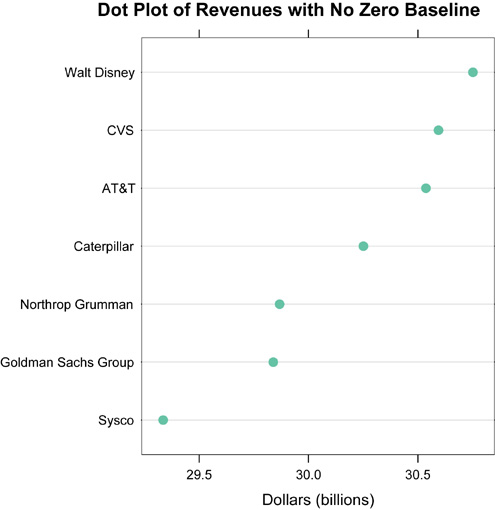 Dot Plot of Revenues with No Zero Baseline
Walt Disney
CVS
AT&T
Caterpillar
Northrop Grumman
Goldman Sachs Group
Sysco
29.5 30.0 30.5
Dollars (billions)